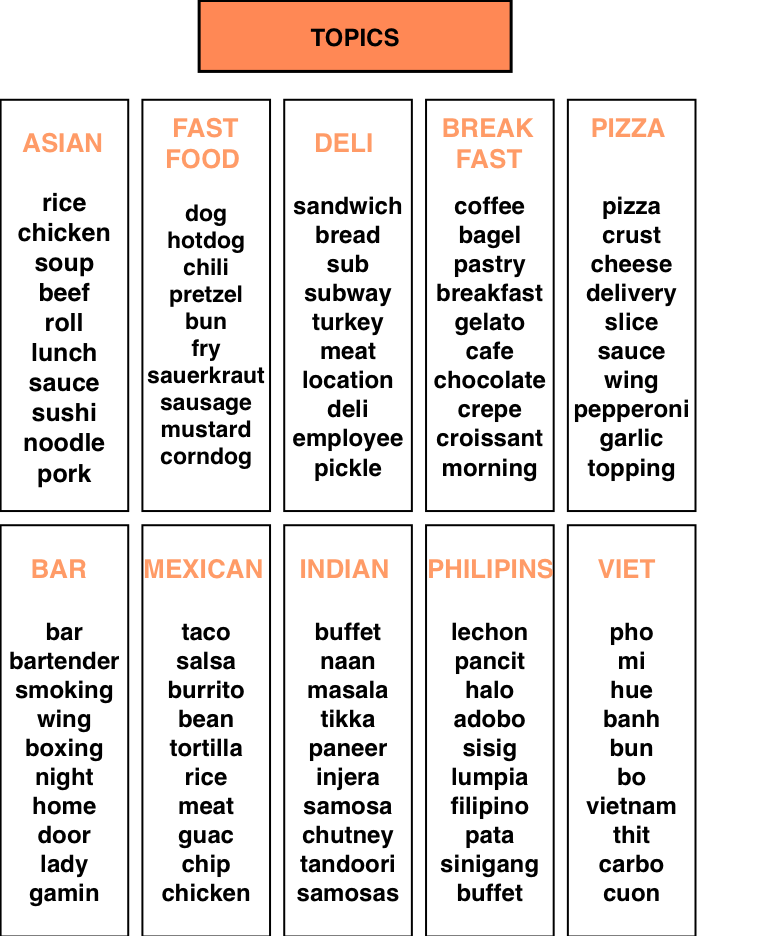 TOPICS
ASIAN
rice
chicken
soup
beef
roll
lunch
sauce
sushi
noodle
pork
FAST
FOOD
dog
hotdog
chili
pretzel
bun
fry
sauerkraut
sausage
mustard
corndog
DELI
sandwich
bread
sub
subway
turkey
meat
location
deli
employee
pickle
BREAK
FAST
coffee
bagel
pastry
breakfast
gelato
cafe
chocolate
crepe
croissant
morning
PIZZA
pizza
crust
cheese
delivery
slice
sauce
wing
pepperoni
garlic
topping
BAR
bar
bartender
smoking
wing
boxing
night
home
door
lady
gamin
MEXICAN
taco
salsa
burrito
bean
tortilla
rice
meat
guac
chip
chicken
INDIAN
buffet
naan
masala
tikka
paneer
injera
samosa
chutney
tandoori
samosas
PHILIPINS
lechon
pancit
halo
adobo
sisig
lumpia
filipino
pata
sinigang
buffet
VIET
pho
mi
hue
banh
bun
bo
vietnam
thit
carbo
cuon